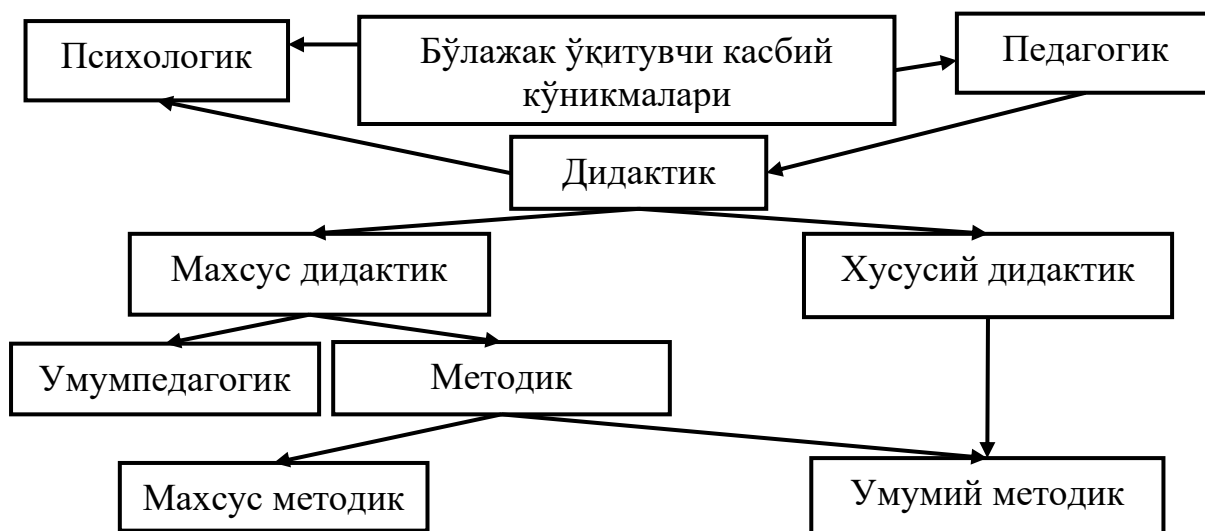 Психологик
Бўлажак ўқитувчи касбий
кўникмалари
Педагогик
Дидактик
Махсус дидактик
Хусусий дидактик
Умумпедагогик
Методик
Махсус методик
Умумий методик